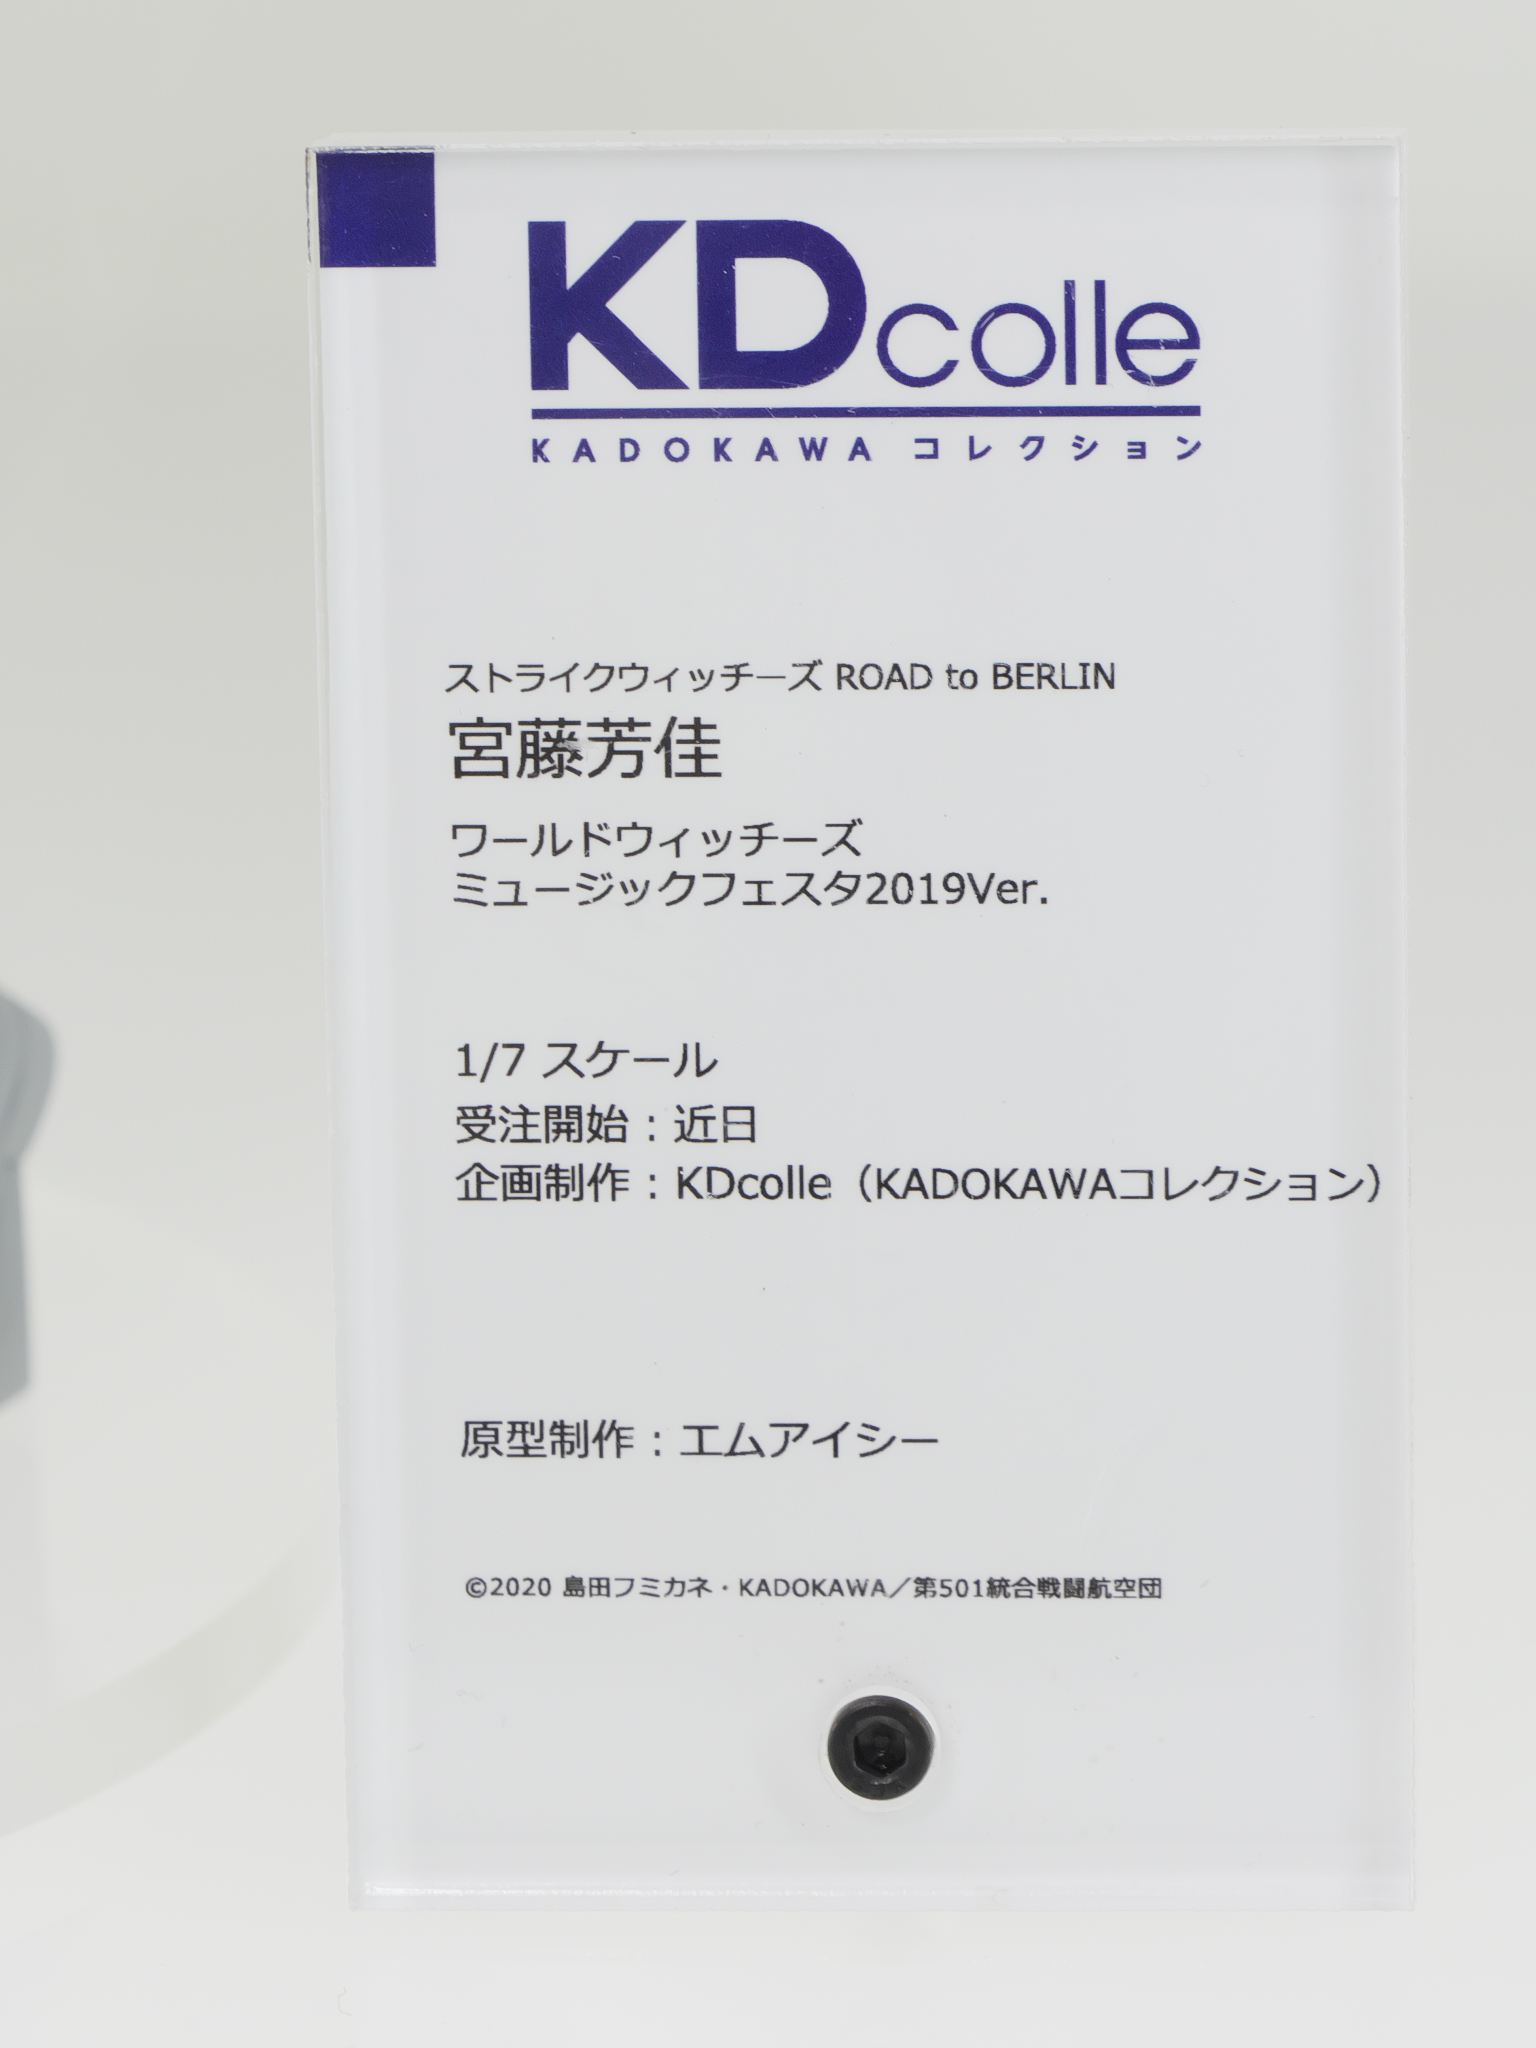 KDcolle
KADOKAWA コレクション
ストライクウィッチーズ ROAD to BERLIN
宮藤芳佳
ワールドウィッチーズ
ミュージックフェスタ2019Ver.
1/7 スケール
受注開始：近日
企画制作：KDcolle（KADOKAWAコレクション）
原型制作：エムアイシー
©2020 島田フミカネ・KADOKAWA／第501統合戦闘航空団